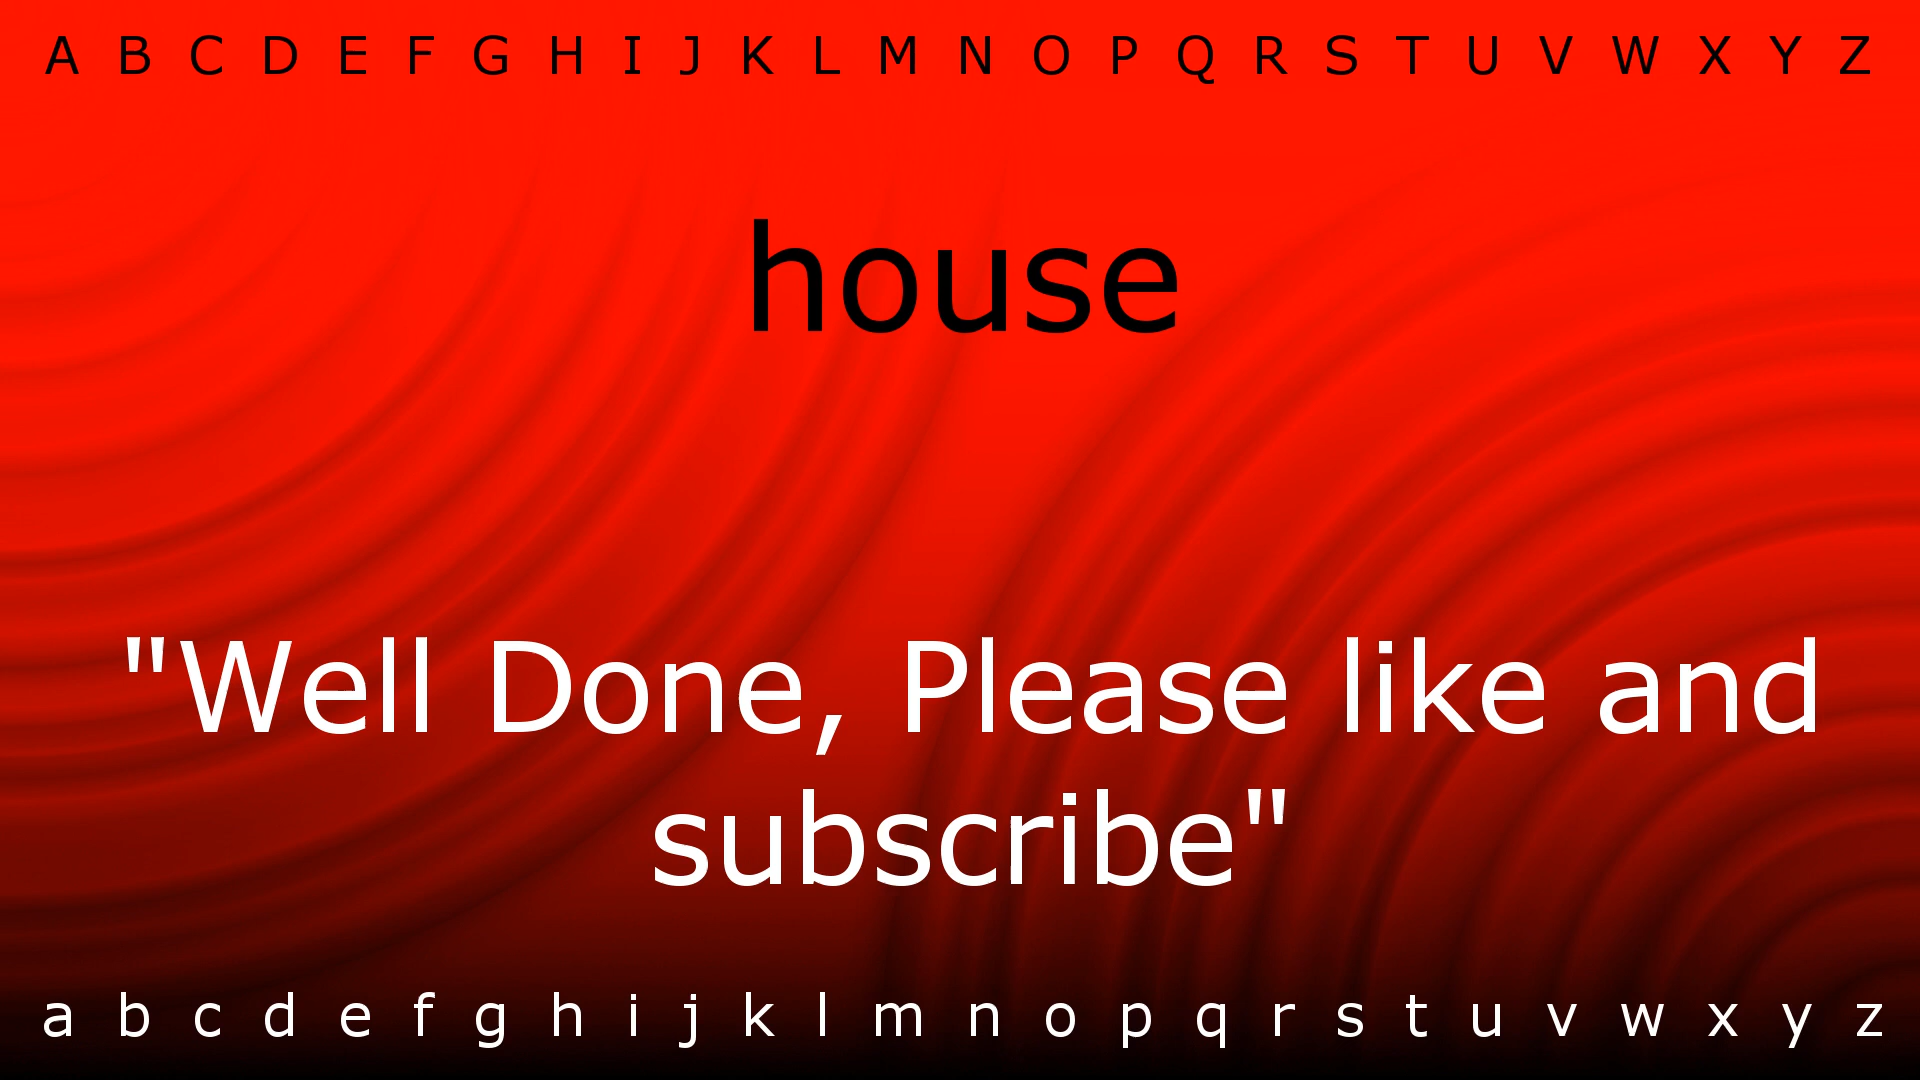 A B C D E F G H I J K L M N O P Q R S T U V W X Y Z
house
"Well Done, Please like and
subscribe"
a b c d e f g h i j k l m n o p q r s t u v w x y z